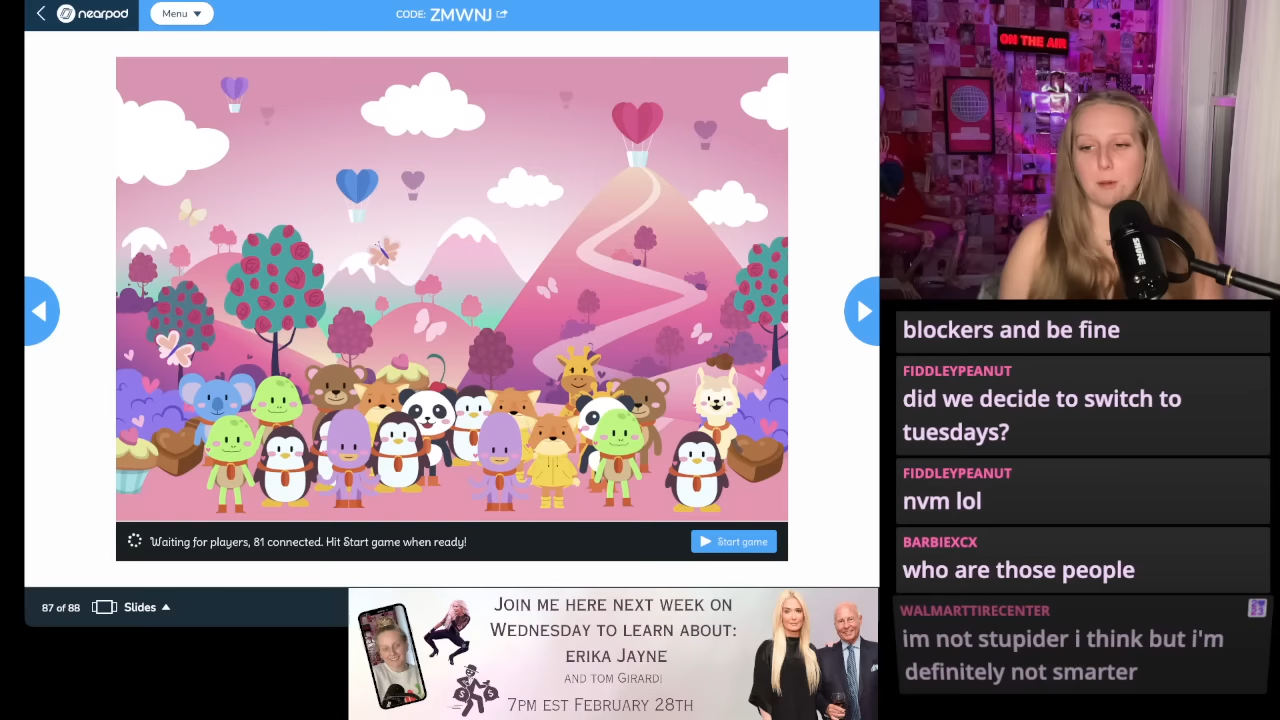 nearpod
Menu
CODE: ZMWNJ
ON THE AIR
SHURE
Waiting for players, 81 connected. Hit Start game when ready!
Start game
87 of 88
Slides
JOIN ME HERE NEXT WEEK ON
WEDNESDAY TO LEARN ABOUT:
ERIKA JAYNE
AND TOM GIRARDI
7PM EST FEBRUARY 28TH
blockers and be fine
FIDDLEYPEANUT
did we decide to switch to
tuesdays?
FIDDLEYPEANUT
nvm lol
BARBIEXCX
who are those people
WALMARTTIRECENTER
im not stupider i think but i'm
definitely not smarter